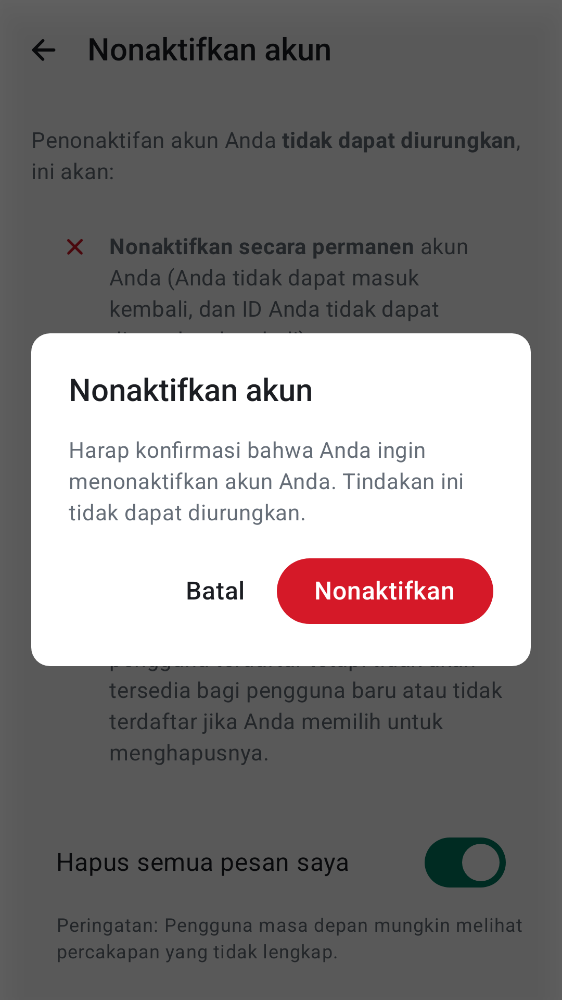 Nonaktifkan akun
Penonaktifan akun Anda tidak dapat diurungkan,
ini akan:
Nonaktifkan secara permanen akun
Anda (Anda tidak dapat masuk
kembali, dan ID Anda tidak dapat
Nonaktifkan akun
Harap konfirmasi bahwa Anda ingin
menonaktifkan akun Anda. Tindakan ini
tidak dapat diurungkan.
Batal
Nonaktifkan
tersedia bagi pengguna baru atau tidak
terdaftar jika Anda memilih untuk
menghapusnya.
Hapus semua pesan saya
Peringatan: Pengguna masa depan mungkin melihat
percakapan yang tidak lengkap.